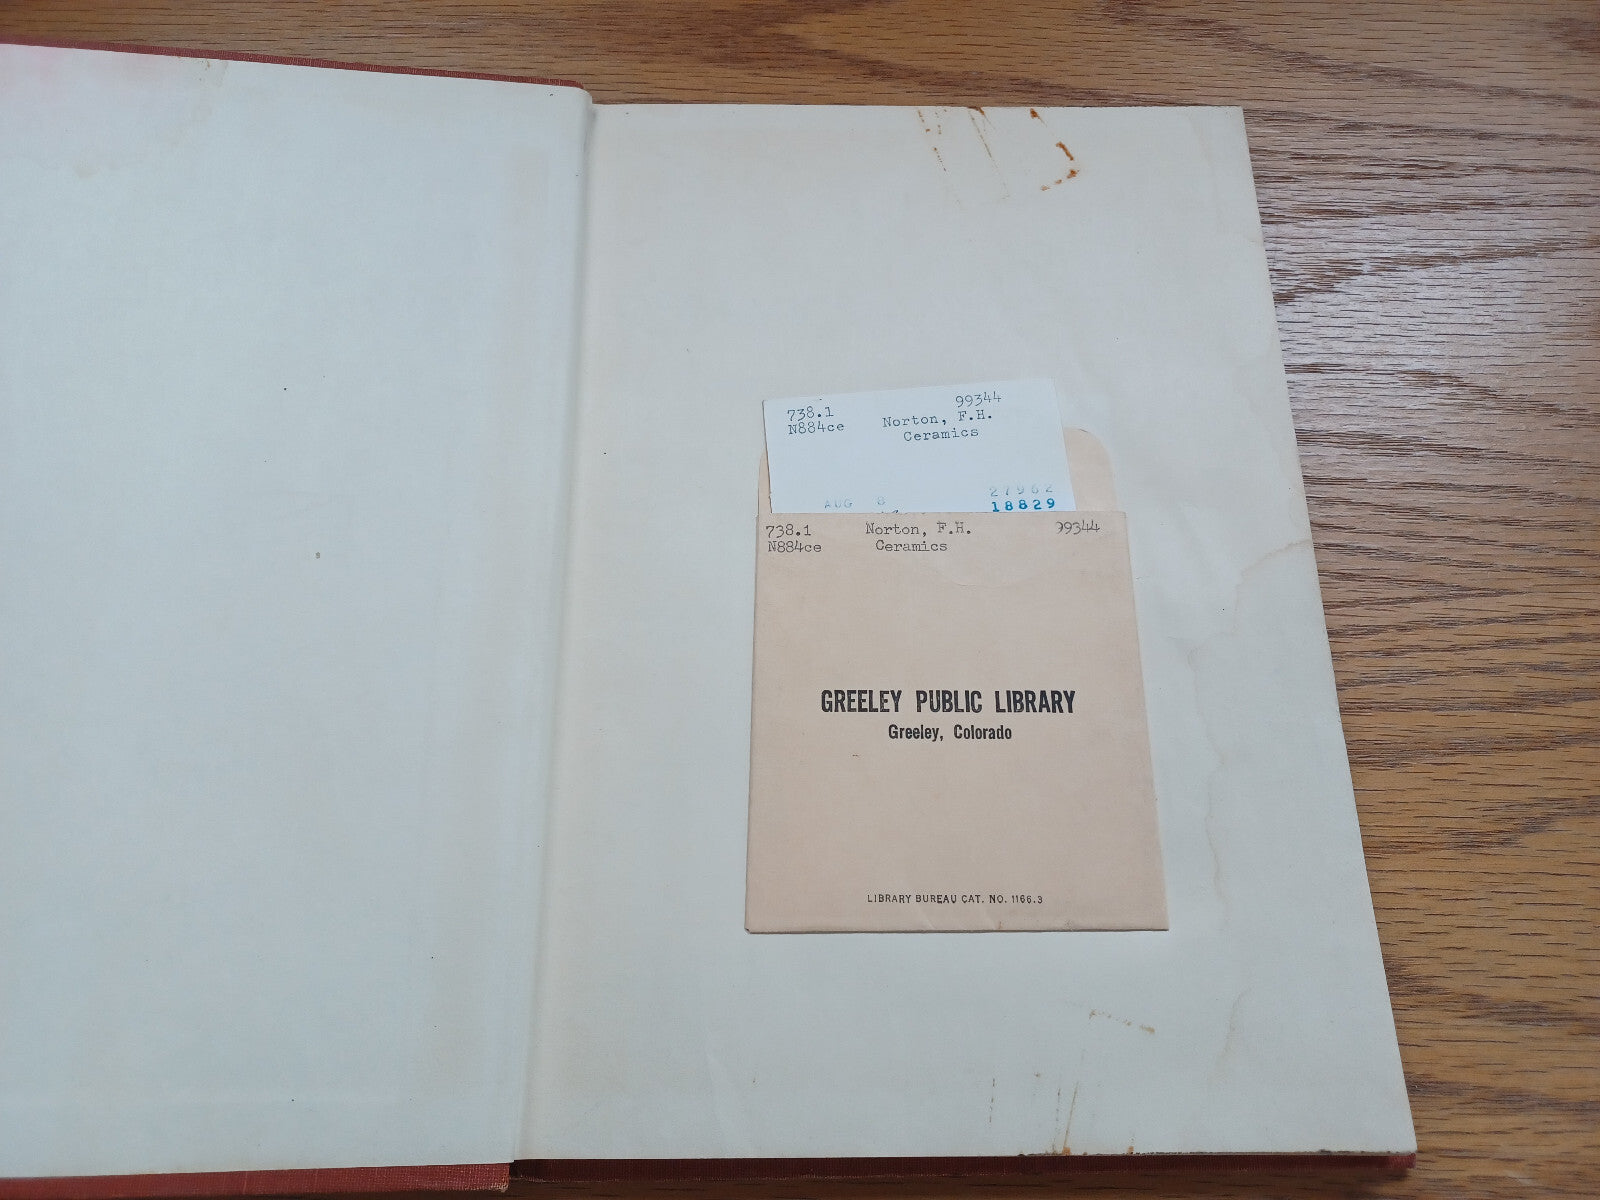 99344
738.1 Norton, F.H.
N884ce Ceramics
27962
AUG 8 18829
738.1 Norton, F.H. 99344
N884ce Ceramics
GREELEY PUBLIC LIBRARY
Greeley, Colorado
LIBRARY BUREAU CAT. NO. 1166.3